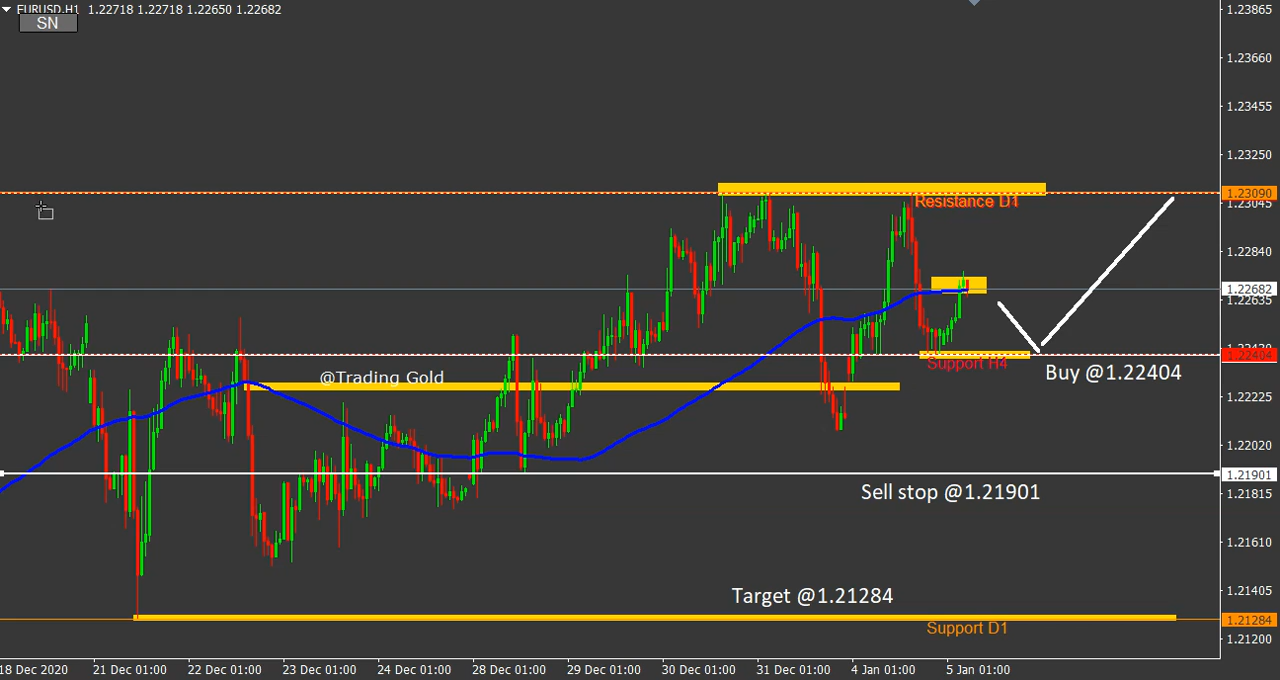 EURUSD,H1 1.22718 1.22718 1.22650 1.22682
SN
1.23865
1.23660
1.23455
1.23250
1.23090
1.23045
Resistance D1
1.22840
1.22682
1.22635
1.22404
Support H4
Buy @1.22404
@Trading Gold
1.22225
1.22020
1.21901
Sell stop @1.21901
1.21815
1.21610
1.21405
Target @1.21284
1.21284
Support D1
1.21200
18 Dec 2020 21 Dec 01:00 22 Dec 01:00 23 Dec 01:00 24 Dec 01:00 28 Dec 01:00 29 Dec 01:00 30 Dec 01:00 31 Dec 01:00 4 Jan 01:00 5 Jan 01:00